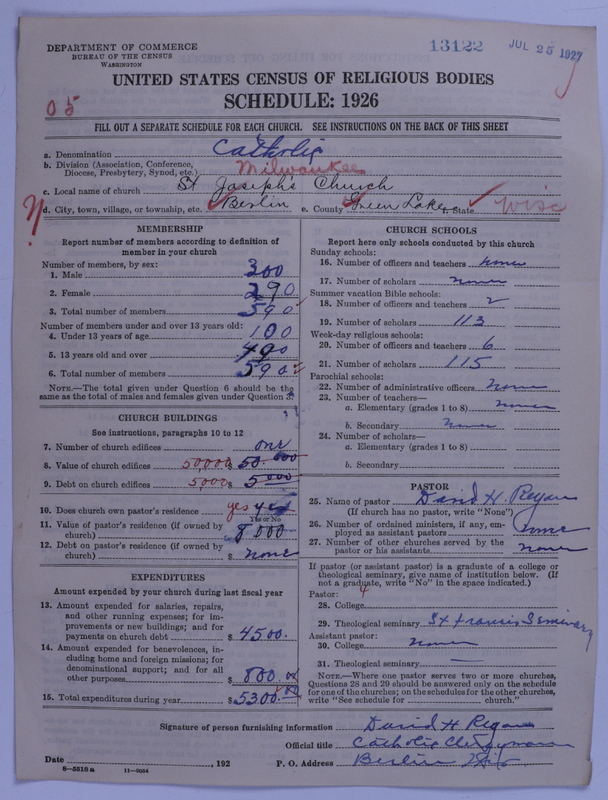 DEPARTMENT OF COMMERCE
BUREAU OF THE CENSUS
WASHINGTON
13122 JUL 25 1927
UNITED STATES CENSUS OF RELIGIOUS BODIES
SCHEDULE: 1926
05
FILL OUT A SEPARATE SCHEDULE FOR EACH CHURCH. SEE INSTRUCTIONS ON THE BACK OF THIS SHEET
a. Denomination Catholic
b. Division (Association, Conference, Diocese, Presbytery, Synod, etc.) Milwaukee
c. Local name of church St Joseph's Church
d. City, town, village, or township, etc. Berlin e. County Green Lake f. State Wisc
MEMBERSHIP
Report number of members according to definition of
member in your church
Number of members, by sex:
1. Male 300
2. Female 290
3. Total number of members 590
Number of members under and over 13 years old:
4. Under 13 years of age 100
5. 13 years old and over 490
6. Total number of members 590
NOTE.—The total given under Question 6 should be the
same as the total of males and females given under Question 3.
CHURCH BUILDINGS
See instructions, paragraphs 10 to 12
7. Number of church edifices one
8. Value of church edifices 50,000 $ 50.000
9. Debt on church edifices 5,000 $ 5000
10. Does church own pastor's residence yes yes
Yes or No
11. Value of pastor's residence (if owned by
church) $ 8.000
12. Debt on pastor's residence (if owned by
church) $ none
EXPENDITURES
Amount expended by your church during last fiscal year
13. Amount expended for salaries, repairs,
and other running expenses; for im-
provements or new buildings; and for
payments on church debt $ 4500.
14. Amount expended for benevolences, in-
cluding home and foreign missions; for
denominational support; and for all
other purposes $ 800.00
15. Total expenditures during year $ 5300.00
CHURCH SCHOOLS
Report here only schools conducted by this church
Sunday schools:
16. Number of officers and teachers none
17. Number of scholars none
Summer vacation Bible schools:
18. Number of officers and teachers 2
19. Number of scholars 113
Week-day religious schools:
20. Number of officers and teachers 6
21. Number of scholars 115
Parochial schools:
22. Number of administrative officers none
23. Number of teachers—
a. Elementary (grades 1 to 8) none
b. Secondary none
24. Number of scholars—
a. Elementary (grades 1 to 8)
b. Secondary
PASTOR
25. Name of pastor David H. Regan
(If church has no pastor, write "None")
26. Number of ordained ministers, if any, em-
ployed as assistant pastors none
27. Number of other churches served by the
pastor or his assistants none
If pastor (or assistant pastor) is a graduate of a college or
theological seminary, give name of institution below. (If
not a graduate, write "No" in the space indicated.)
Pastor: 4
28. College
29. Theological seminary St Francis Seminary
Assistant pastor:
30. College none
31. Theological seminary —
NOTE.—Where one pastor serves two or more churches,
Questions 28 and 29 should be answered only on the schedule
for one of the churches; on the schedules for the other churches,
write "See schedule for church."
Signature of person furnishing information David H Regan
Official title Catholic Clergyman
Date , 192 P. O. Address Berlin Wis
8-5518a 11-9034